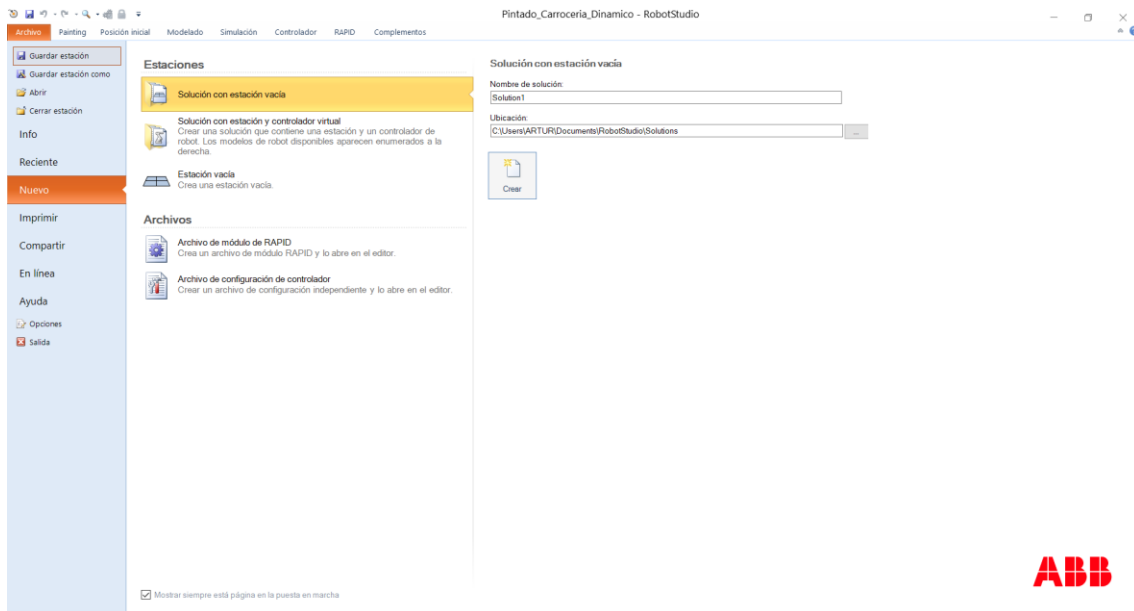 Pintado_Carroceria_Dinamico - RobotStudio
Archivo Painting Posición inicial Modelado Simulación Controlador RAPID Complementos
Guardar estación
Guardar estación como
Abrir
Cerrar estación
Info
Reciente
Nuevo
Imprimir
Compartir
En línea
Ayuda
Opciones
Salida
Estaciones
Solución con estación vacía
Solución con estación y controlador virtual
Crear una solución que contiene una estación y un controlador de
robot. Los modelos de robot disponibles aparecen enumerados a la
derecha.
Estación vacía
Crea una estación vacía.
Archivos
Archivo de módulo de RAPID
Crea un archivo de módulo RAPID y lo abre en el editor.
Archivo de configuración de controlador
Crear un archivo de configuración independiente y lo abre en el editor.
Mostrar siempre está página en la puesta en marcha
Solución con estación vacía
Nombre de solución:
Solution1
Ubicación:
C:\Users\ARTUR\Documents\RobotStudio\Solutions
...
Crear
ABB